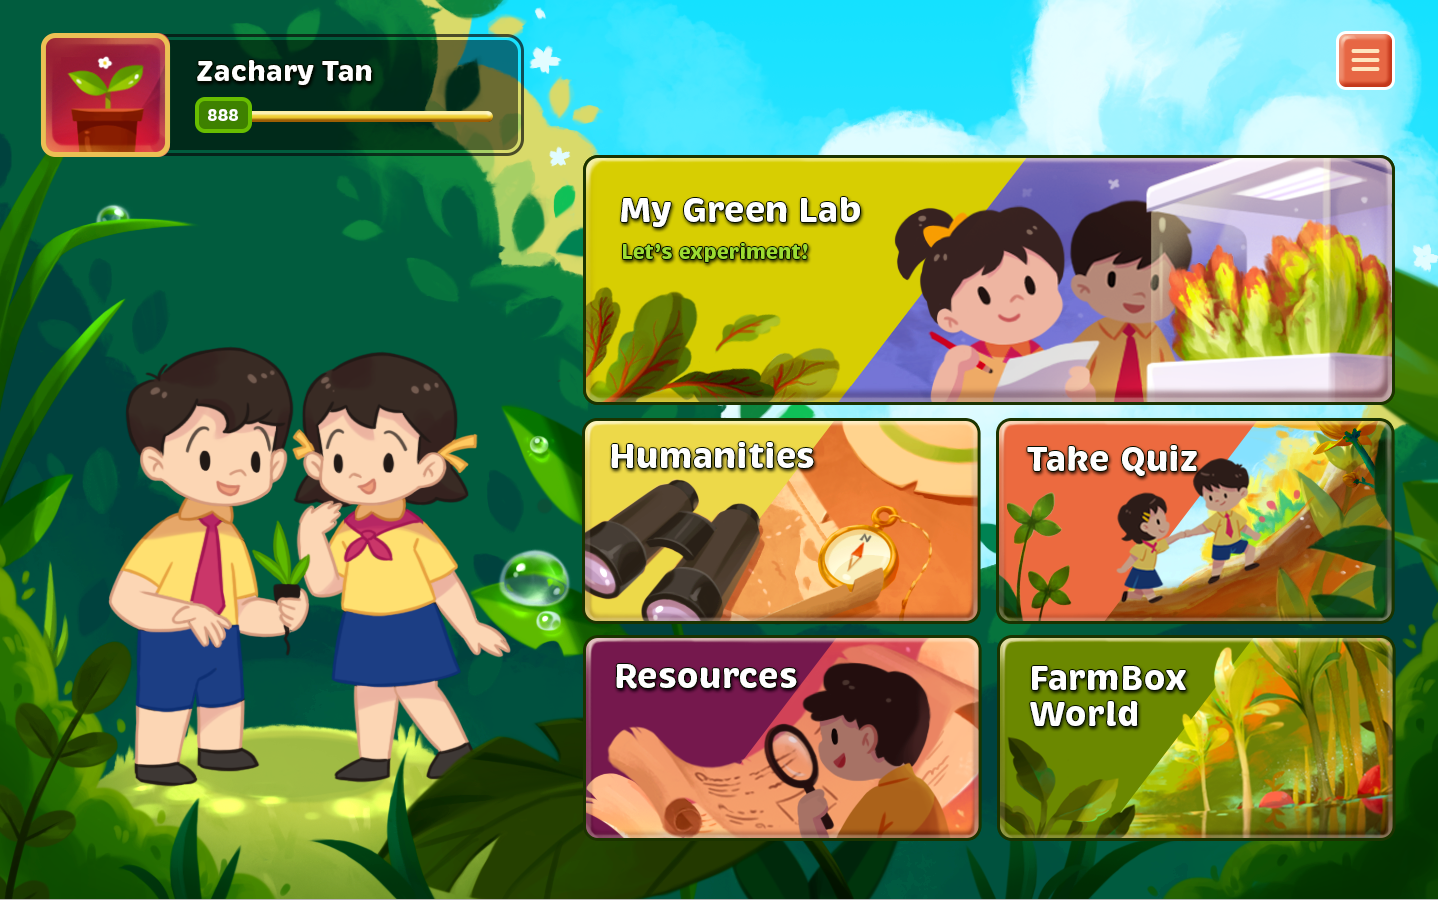 Zachary Tan
888
My Green Lab
Let's experiment!
Humanities
N
Take Quiz
Resources
FarmBox
World